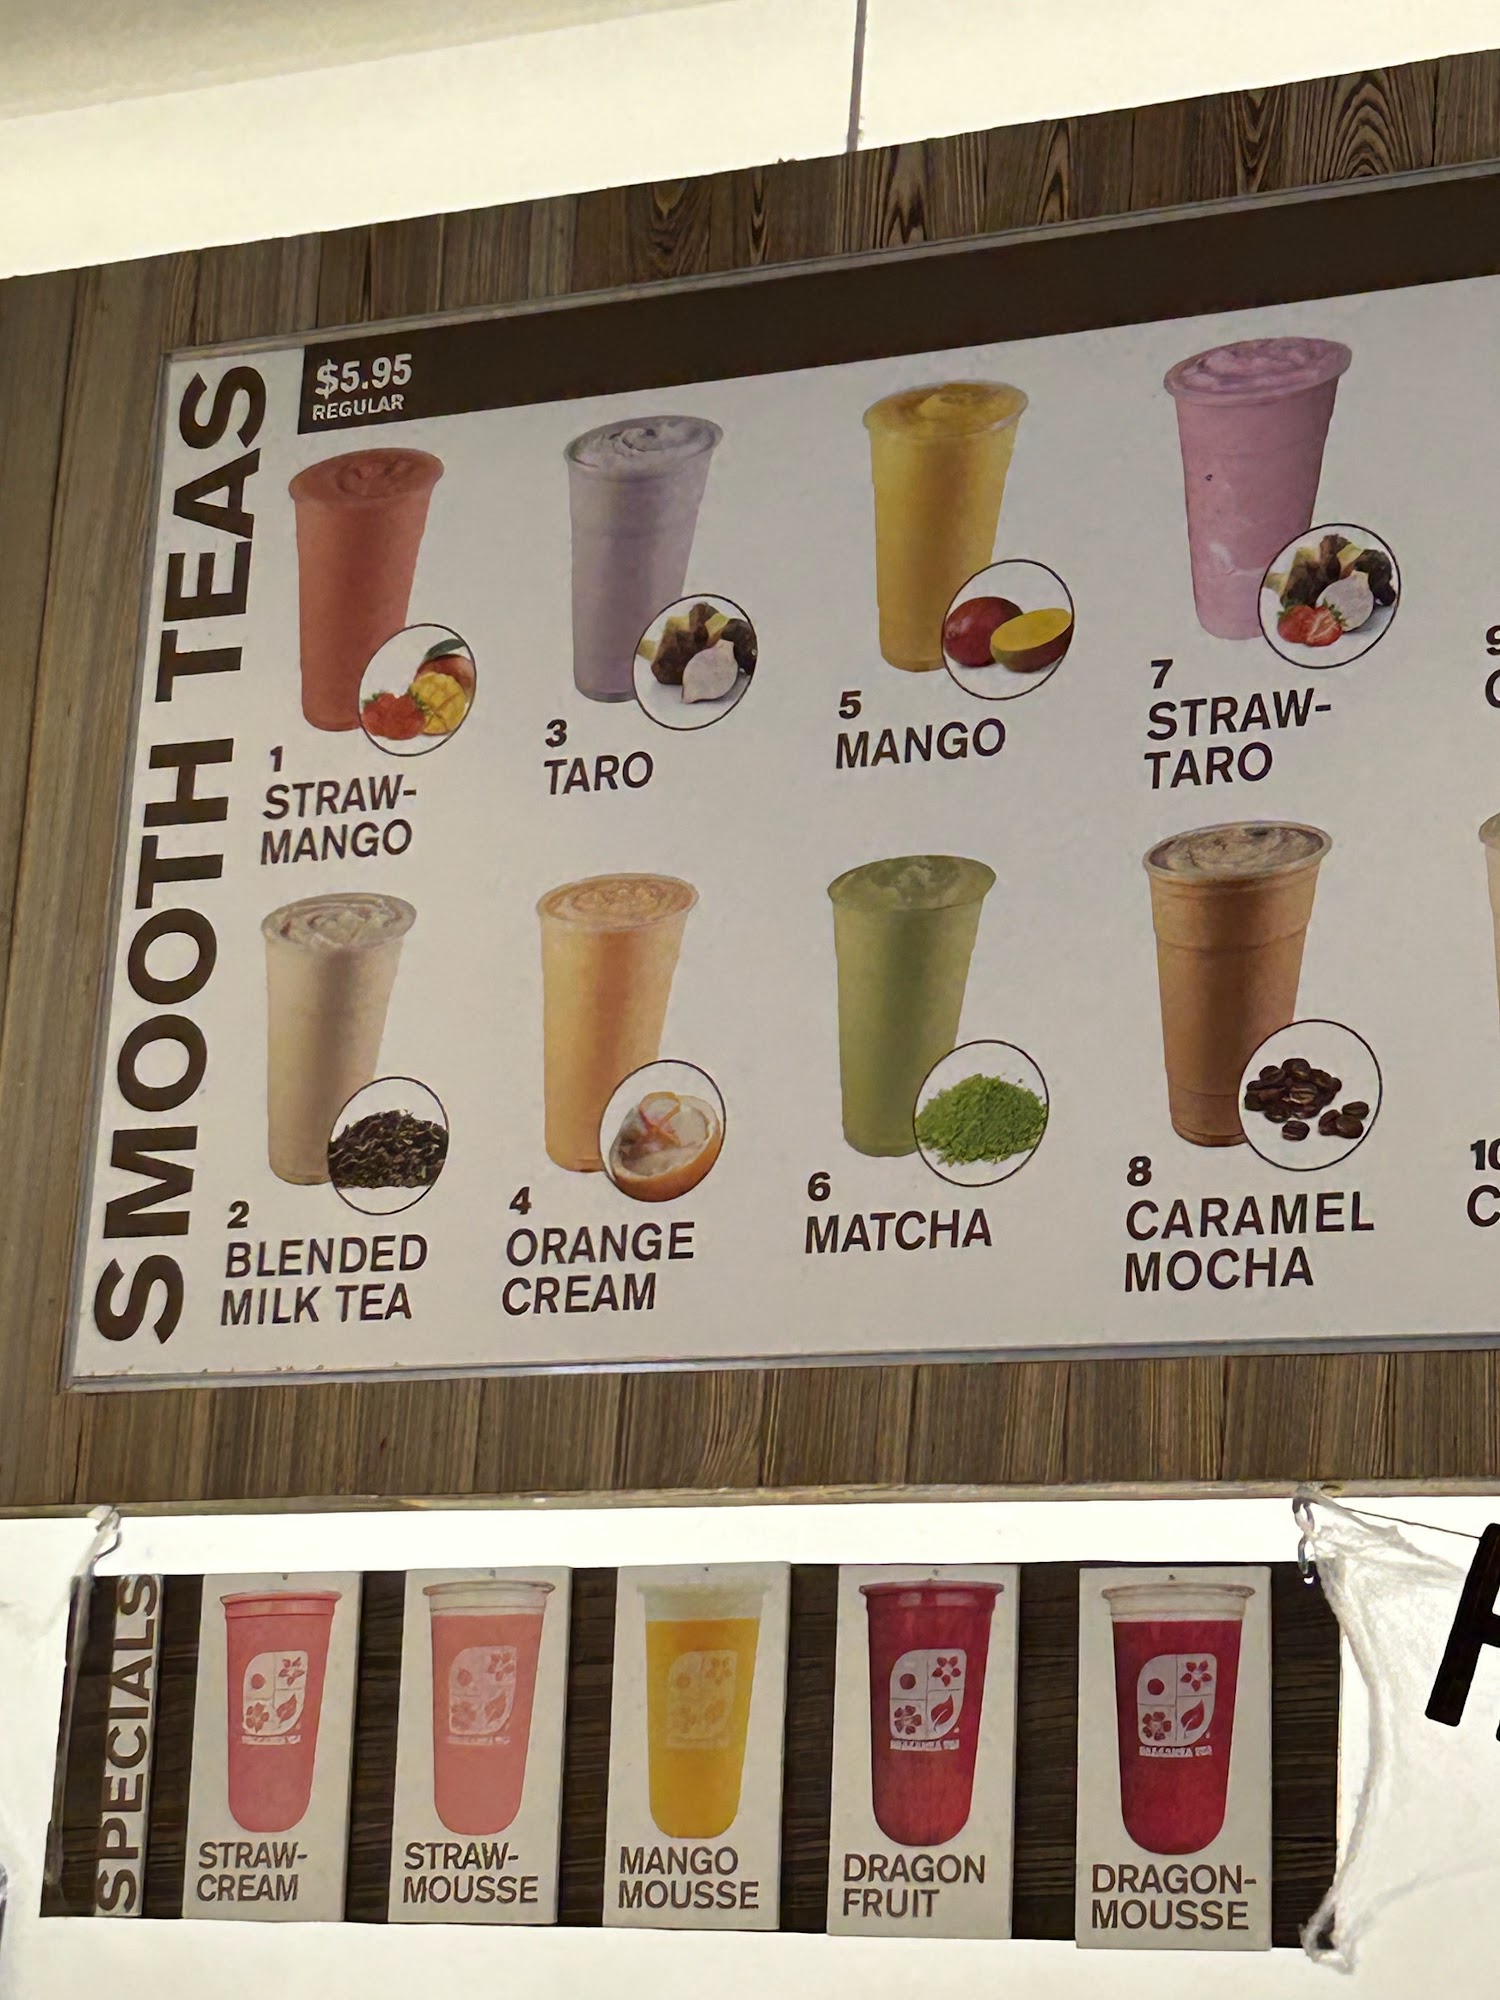 SMOOTH TEAS
$5.95
REGULAR
1
STRAW-
MANGO
3
TARO
5
MANGO
7
STRAW-
TARO
9
2
BLENDED
MILK TEA
4
ORANGE
CREAM
6
MATCHA
8
CARAMEL
MOCHA
10
C
SPECIALS
STRAW-
CREAM
STRAW-
MOUSSE
MANGO
MOUSSE
DRAGON
FRUIT
DRAGON-
MOUSSE